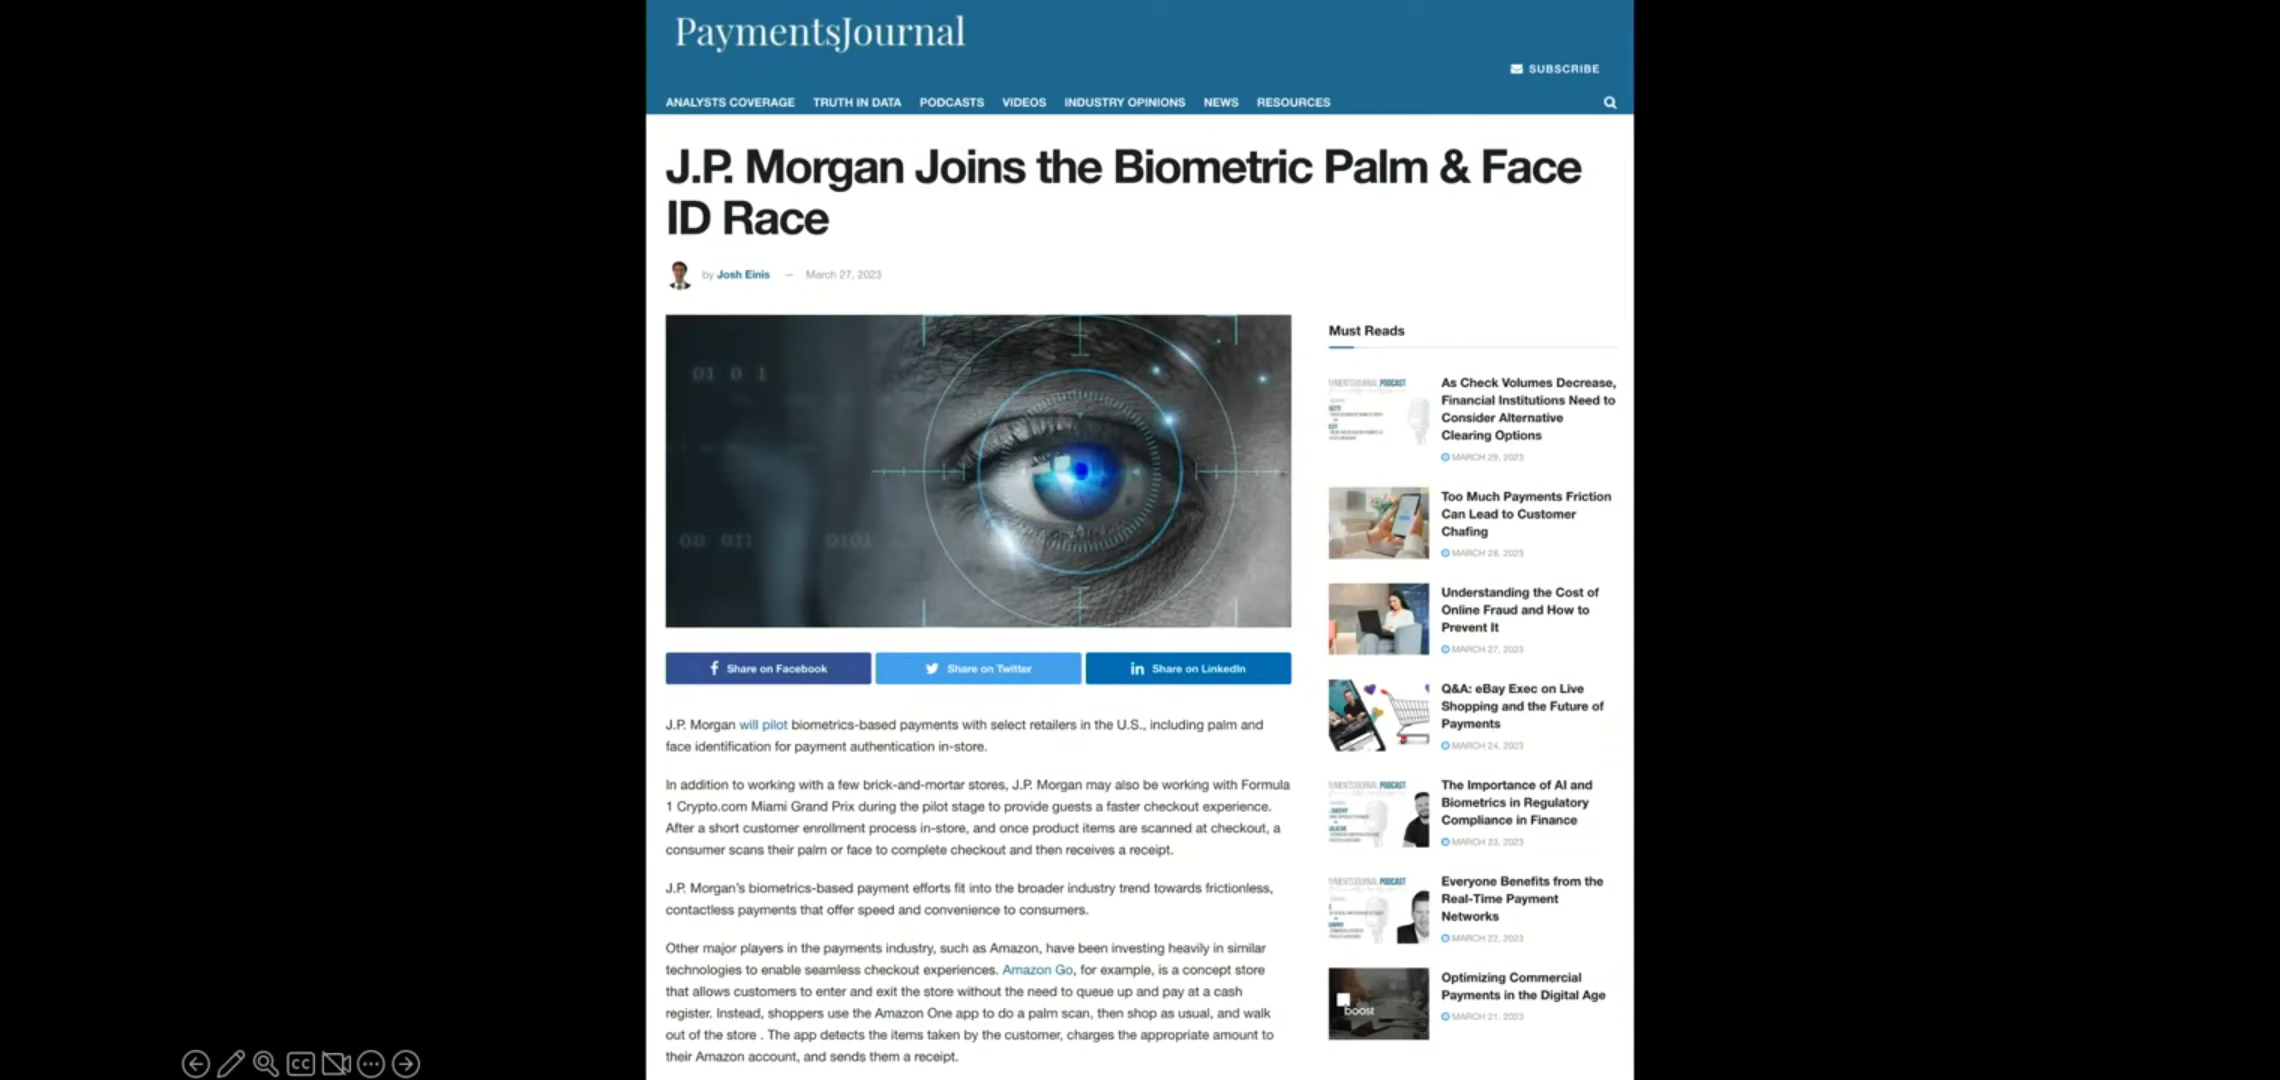 PaymentsJournal
SUBSCRIBE
ANALYSTS COVERAGE TRUTH IN DATA PODCASTS VIDEOS INDUSTRY OPINIONS NEWS RESOURCES
J.P. Morgan Joins the Biometric Palm & Face
ID Race
by Josh Einis — March 27, 2023
01 0 1
00 011 0101
Share on Facebook
Share on Twitter
in Share on LinkedIn
J.P. Morgan will pilot biometrics-based payments with select retailers in the U.S., including palm and
face identification for payment authentication in-store.
In addition to working with a few brick-and-mortar stores, J.P. Morgan may also be working with Formula
1 Crypto.com Miami Grand Prix during the pilot stage to provide guests a faster checkout experience.
After a short customer enrollment process in-store, and once product items are scanned at checkout, a
consumer scans their palm or face to complete checkout and then receives a receipt.
J.P. Morgan's biometrics-based payment efforts fit into the broader industry trend towards frictionless,
contactless payments that offer speed and convenience to consumers.
Other major players in the payments industry, such as Amazon, have been investing heavily in similar
technologies to enable seamless checkout experiences. Amazon Go, for example, is a concept store
that allows customers to enter and exit the store without the need to queue up and pay at a cash
register. Instead, shoppers use the Amazon One app to do a palm scan, then shop as usual, and walk
out of the store . The app detects the items taken by the customer, charges the appropriate amount to
their Amazon account, and sends them a receipt.
Must Reads
PODCAST
As Check Volumes Decrease,
Financial Institutions Need to
Consider Alternative
Clearing Options
MARCH 29, 2023
Too Much Payments Friction
Can Lead to Customer
Chafing
MARCH 28, 2023
Understanding the Cost of
Online Fraud and How to
Prevent It
MARCH 27, 2023
Q&A: eBay Exec on Live
Shopping and the Future of
Payments
MARCH 24, 2023
PODCAST
The Importance of AI and
Biometrics in Regulatory
Compliance in Finance
MARCH 23, 2023
PODCAST
Everyone Benefits from the
Real-Time Payment
Networks
MARCH 22, 2023
boost
Optimizing Commercial
Payments in the Digital Age
MARCH 21, 2023
CC